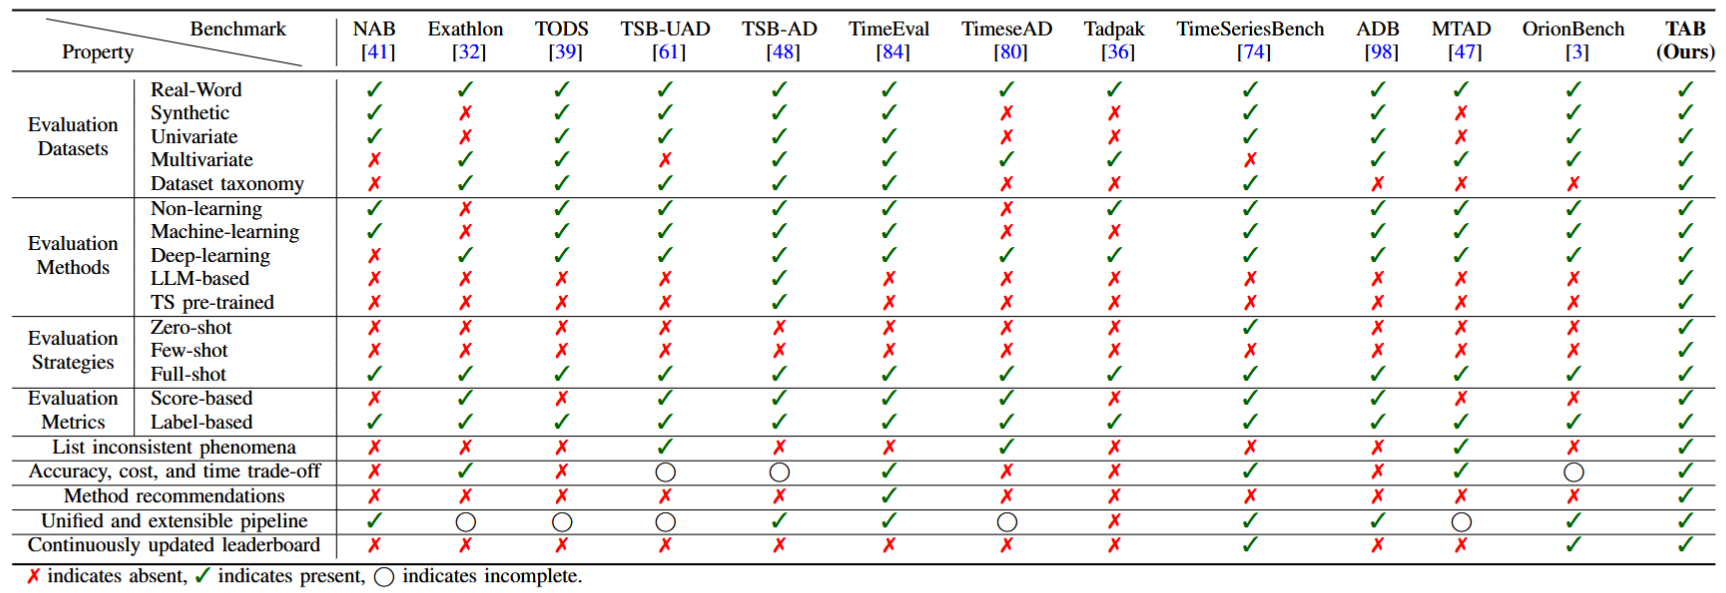 Benchmark NAB Exathlon TODS TSB-UAD TSB-AD TimeEval TimeseAD Tadpak TimeSeriesBench ADB MTAD OrionBench TAB
Property [41] [32] [39] [61] [48] [84] [80] [36] [74] [98] [47] [3] (Ours)
Evaluation Datasets Real-Word ✓ ✓ ✓ ✓ ✓ ✓ ✓ ✓ ✓ ✓ ✓ ✓ ✓
Synthetic ✓ ✗ ✓ ✓ ✓ ✓ ✗ ✗ ✓ ✓ ✗ ✓ ✓
Univariate ✓ ✗ ✓ ✓ ✓ ✓ ✗ ✗ ✓ ✓ ✗ ✓ ✓
Multivariate ✗ ✓ ✓ ✗ ✓ ✓ ✓ ✓ ✗ ✓ ✓ ✓ ✓
Dataset taxonomy ✗ ✓ ✓ ✓ ✓ ✓ ✗ ✗ ✓ ✗ ✗ ✗ ✓
Evaluation Methods Non-learning ✓ ✗ ✓ ✓ ✓ ✓ ✗ ✓ ✓ ✓ ✓ ✓ ✓
Machine-learning ✓ ✗ ✓ ✓ ✓ ✓ ✗ ✗ ✓ ✓ ✓ ✓ ✓
Deep-learning ✗ ✓ ✓ ✓ ✓ ✓ ✓ ✓ ✓ ✓ ✓ ✓ ✓
LLM-based ✗ ✗ ✗ ✗ ✓ ✗ ✗ ✗ ✗ ✗ ✗ ✗ ✓
TS pre-trained ✗ ✗ ✗ ✗ ✓ ✗ ✗ ✗ ✗ ✗ ✗ ✗ ✓
Evaluation Strategies Zero-shot ✗ ✗ ✗ ✗ ✗ ✗ ✗ ✗ ✓ ✗ ✗ ✗ ✓
Few-shot ✗ ✗ ✗ ✗ ✗ ✗ ✗ ✗ ✗ ✗ ✗ ✗ ✓
Full-shot ✓ ✓ ✓ ✓ ✓ ✓ ✓ ✓ ✓ ✓ ✓ ✓ ✓
Evaluation Metrics Score-based ✗ ✓ ✗ ✓ ✓ ✓ ✓ ✗ ✓ ✓ ✗ ✗ ✓
Label-based ✓ ✓ ✓ ✓ ✓ ✓ ✓ ✓ ✓ ✓ ✓ ✓ ✓
List inconsistent phenomena ✗ ✗ ✗ ✓ ✗ ✗ ✓ ✗ ✗ ✗ ✓ ✗ ✓
Accuracy, cost, and time trade-off ✗ ✓ ✗ ○ ○ ✓ ✗ ✗ ✓ ✗ ✓ ○ ✓
Method recommendations ✗ ✗ ✗ ✗ ✗ ✓ ✗ ✗ ✗ ✗ ✗ ✗ ✓
Unified and extensible pipeline ✓ ○ ○ ○ ✓ ✓ ○ ✗ ✓ ✓ ○ ✓ ✓
Continuously updated leaderboard ✗ ✗ ✗ ✗ ✗ ✗ ✗ ✗ ✓ ✗ ✗ ✓ ✓
✗ indicates absent, ✓ indicates present, ○ indicates incomplete.